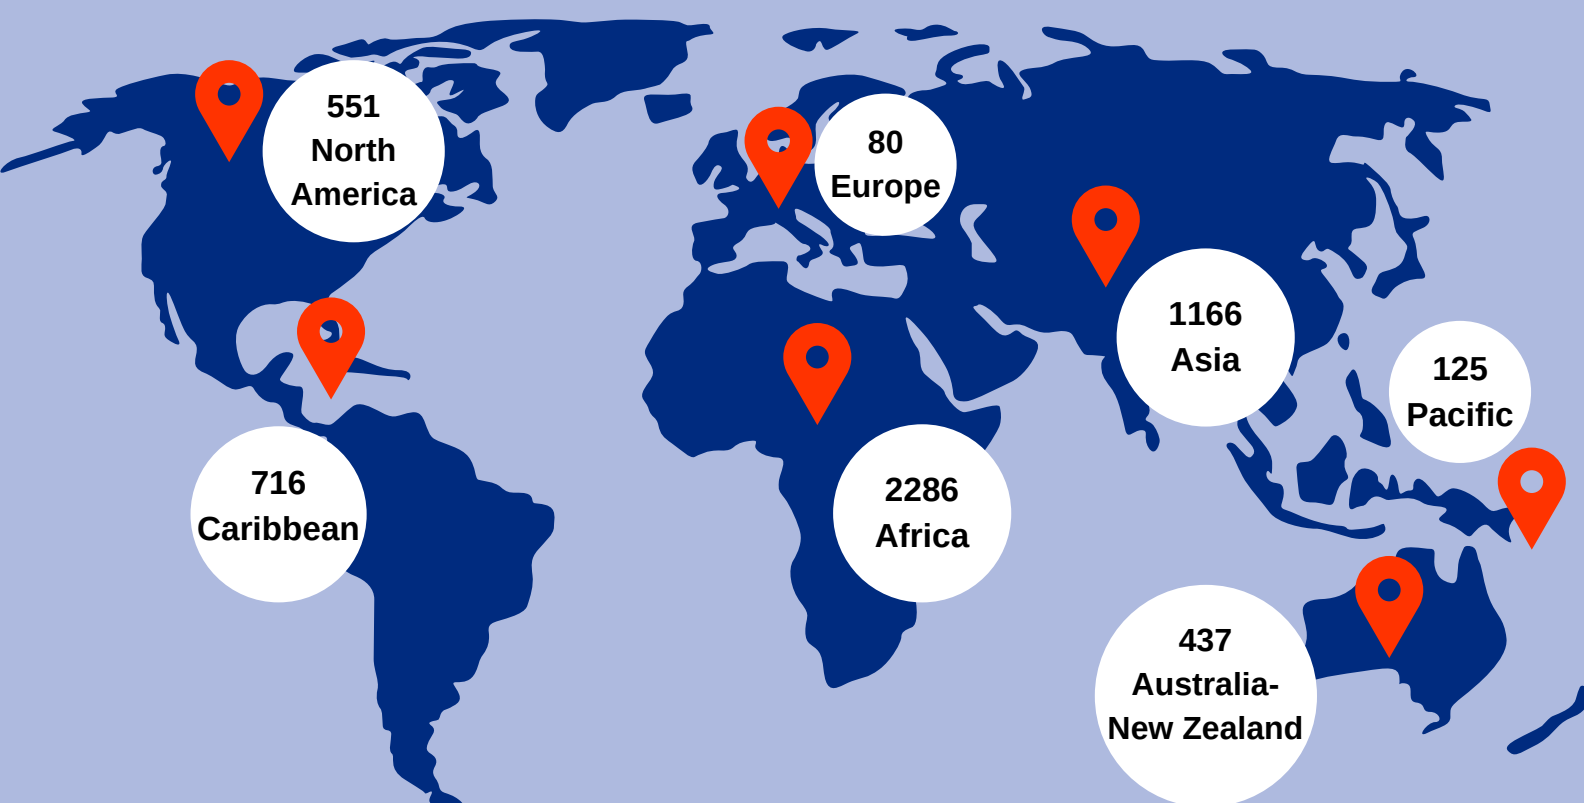 551
North
America
80
Europe
1166
Asia
125
Pacific
716
Caribbean
2286
Africa
437
Australia-
New Zealand